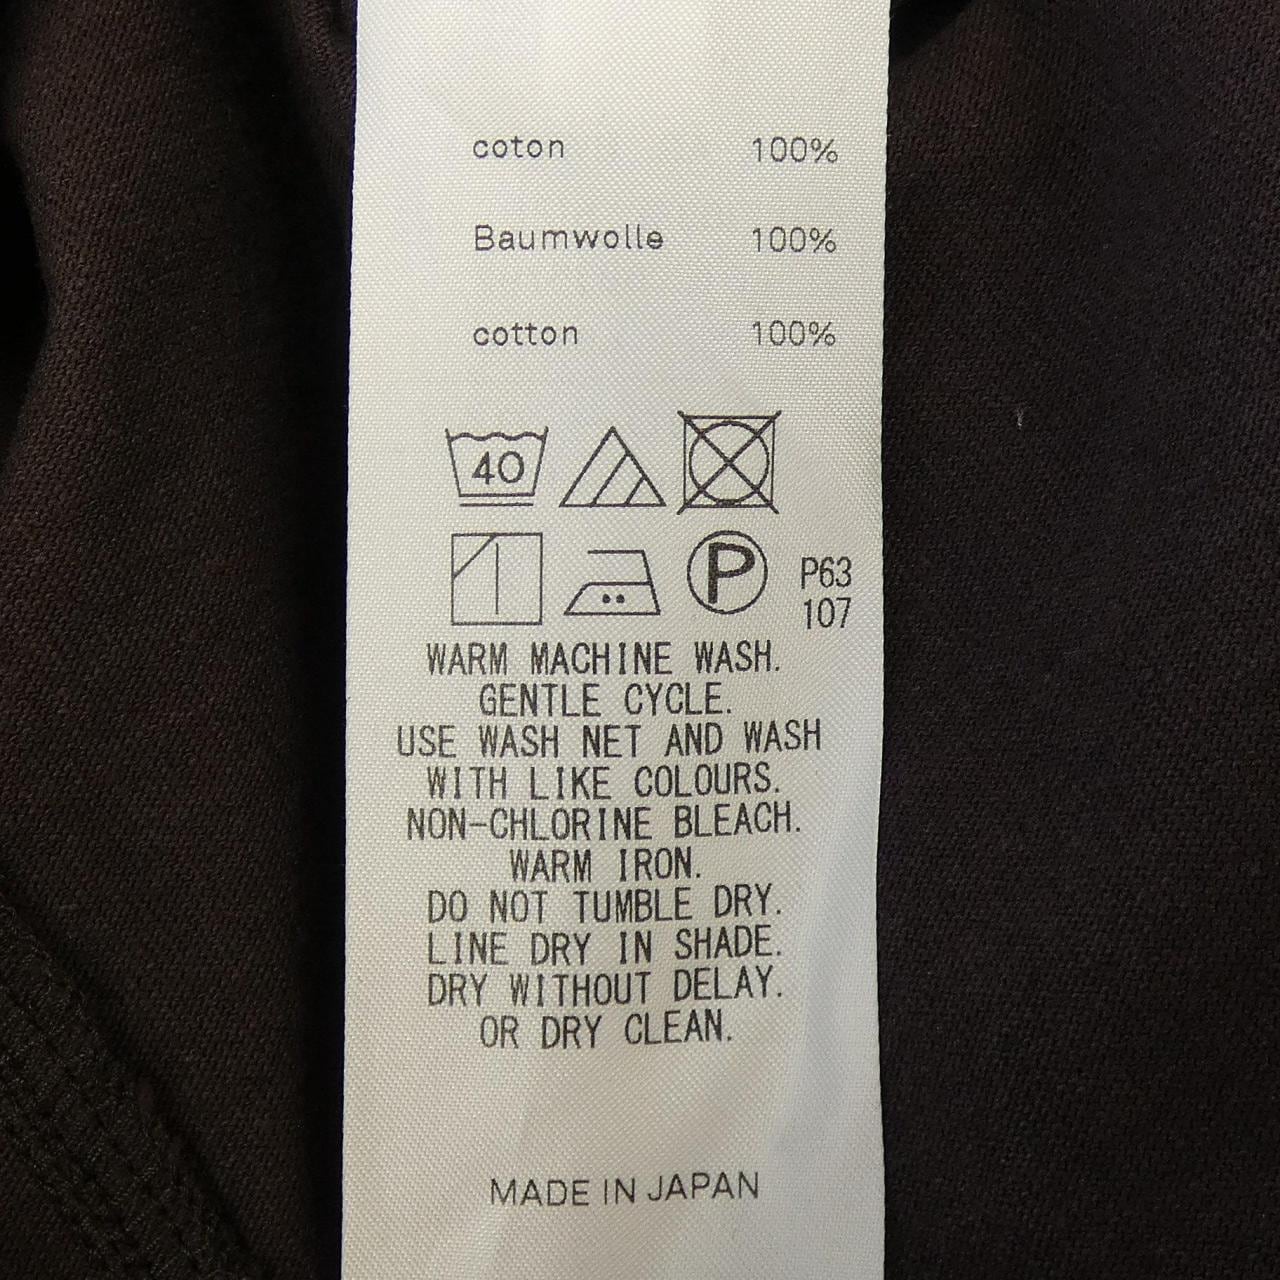 coton 100%
Baumwolle 100%
cotton 100%
40
P P63
107
WARM MACHINE WASH.
GENTLE CYCLE.
USE WASH NET AND WASH
WITH LIKE COLOURS.
NON-CHLORINE BLEACH.
WARM IRON.
DO NOT TUMBLE DRY.
LINE DRY IN SHADE.
DRY WITHOUT DELAY.
OR DRY CLEAN.
MADE IN JAPAN